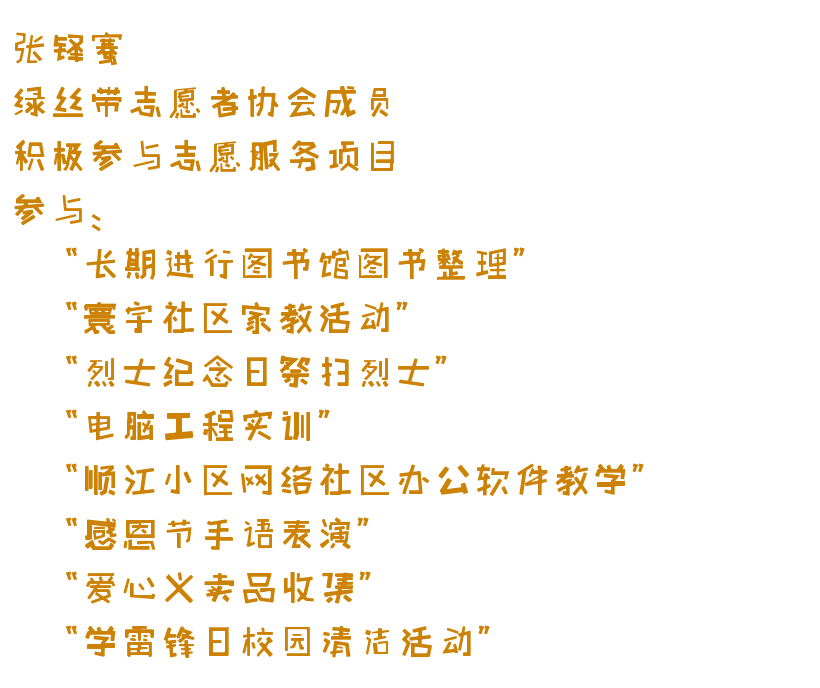 张铎骞
绿丝带志愿者协会成员
积极参与志愿服务项目
参与：
“长期进行图书馆图书整理”
“寰宇社区家教活动”
“烈士纪念日祭扫烈士”
“电脑工程实训”
“顺江小区网络社区办公软件教学”
“感恩节手语表演”
“爱心义卖品收集”
“学雷锋日校园清洁活动”